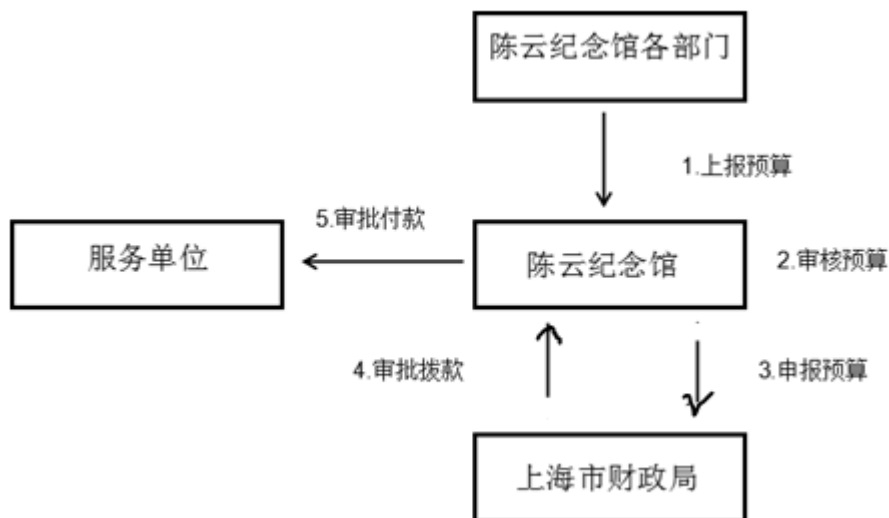 陈云纪念馆各部门
1.上报预算
5.审批付款
服务单位
陈云纪念馆
2.审核预算
4.审批拨款
3.申报预算
上海市财政局